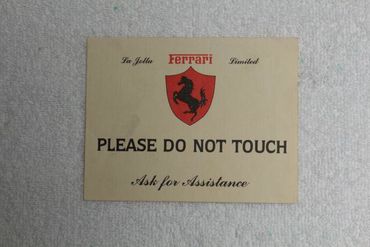 La Jolla Ferrari Limited
PLEASE DO NOT TOUCH
Ask for Assistance